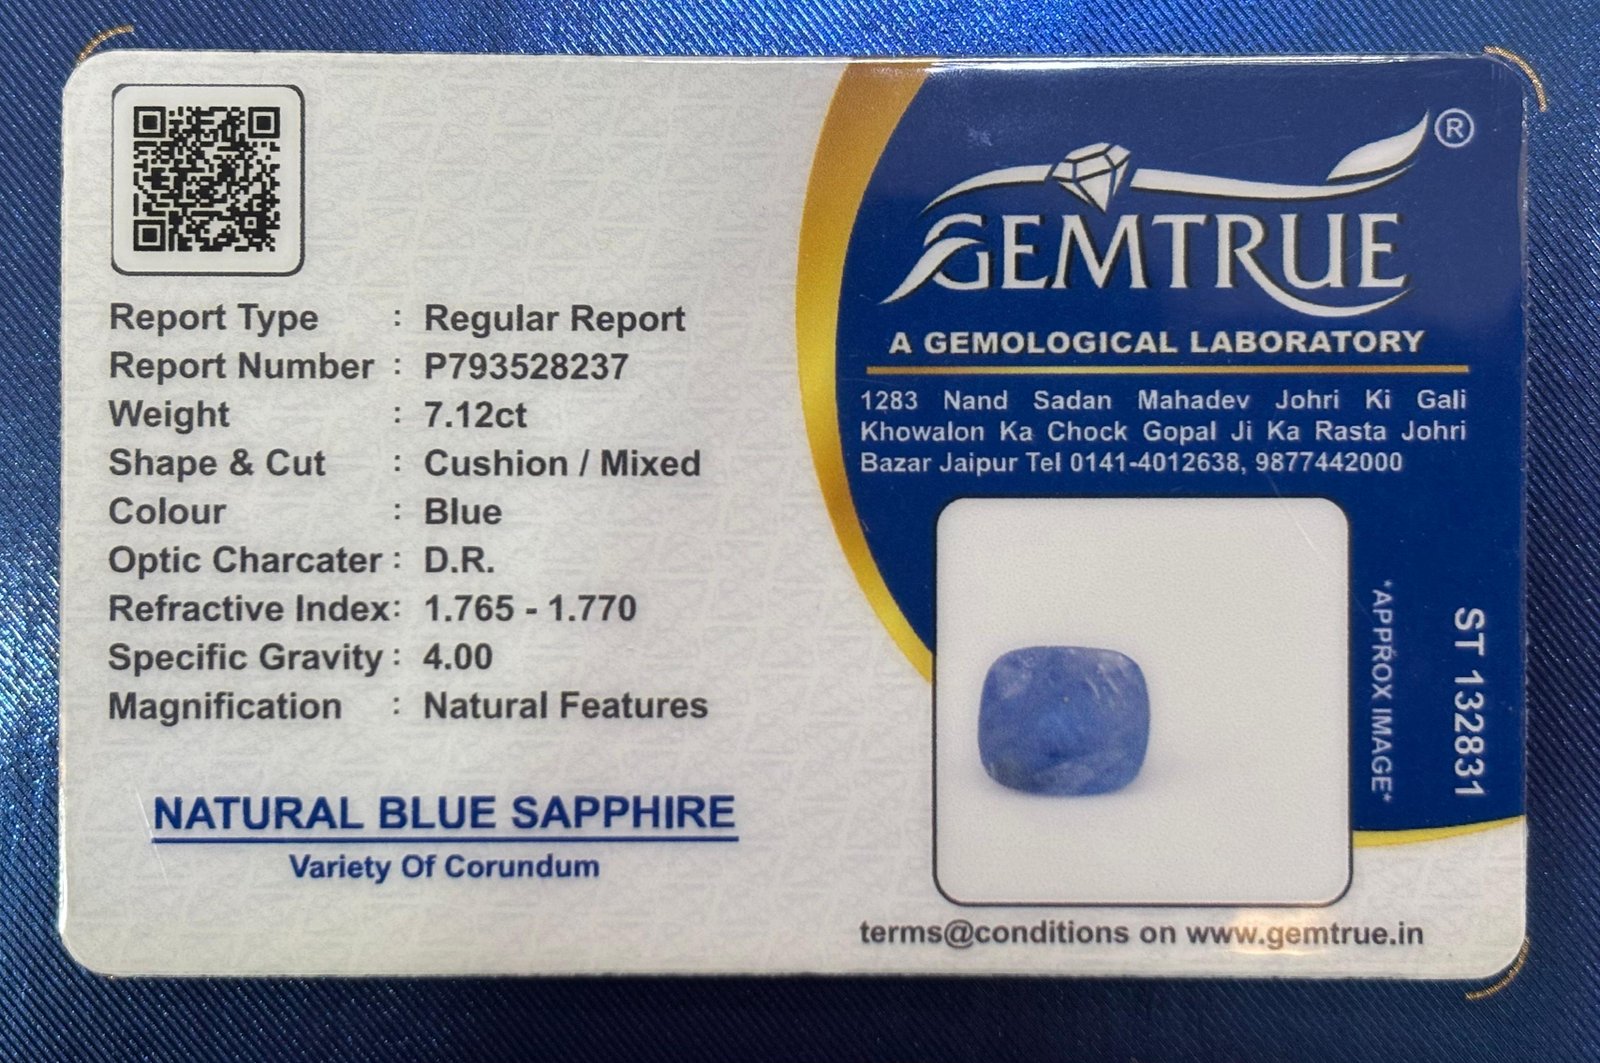 Report Type : Regular Report
Report Number : P793528237
Weight : 7.12ct
Shape & Cut : Cushion / Mixed
Colour : Blue
Optic Charcater : D.R.
Refractive Index: 1.765 - 1.770
Specific Gravity : 4.00
Magnification : Natural Features
NATURAL BLUE SAPPHIRE
Variety Of Corundum
GEMTRUE ®
A GEMOLOGICAL LABORATORY
1283 Nand Sadan Mahadev Johri Ki Gali
Khowalon Ka Chock Gopal Ji Ka Rasta Johri
Bazar Jaipur Tel 0141-4012638, 9877442000
*APPROX IMAGE*
ST 132831
terms@conditions on www.gemtrue.in